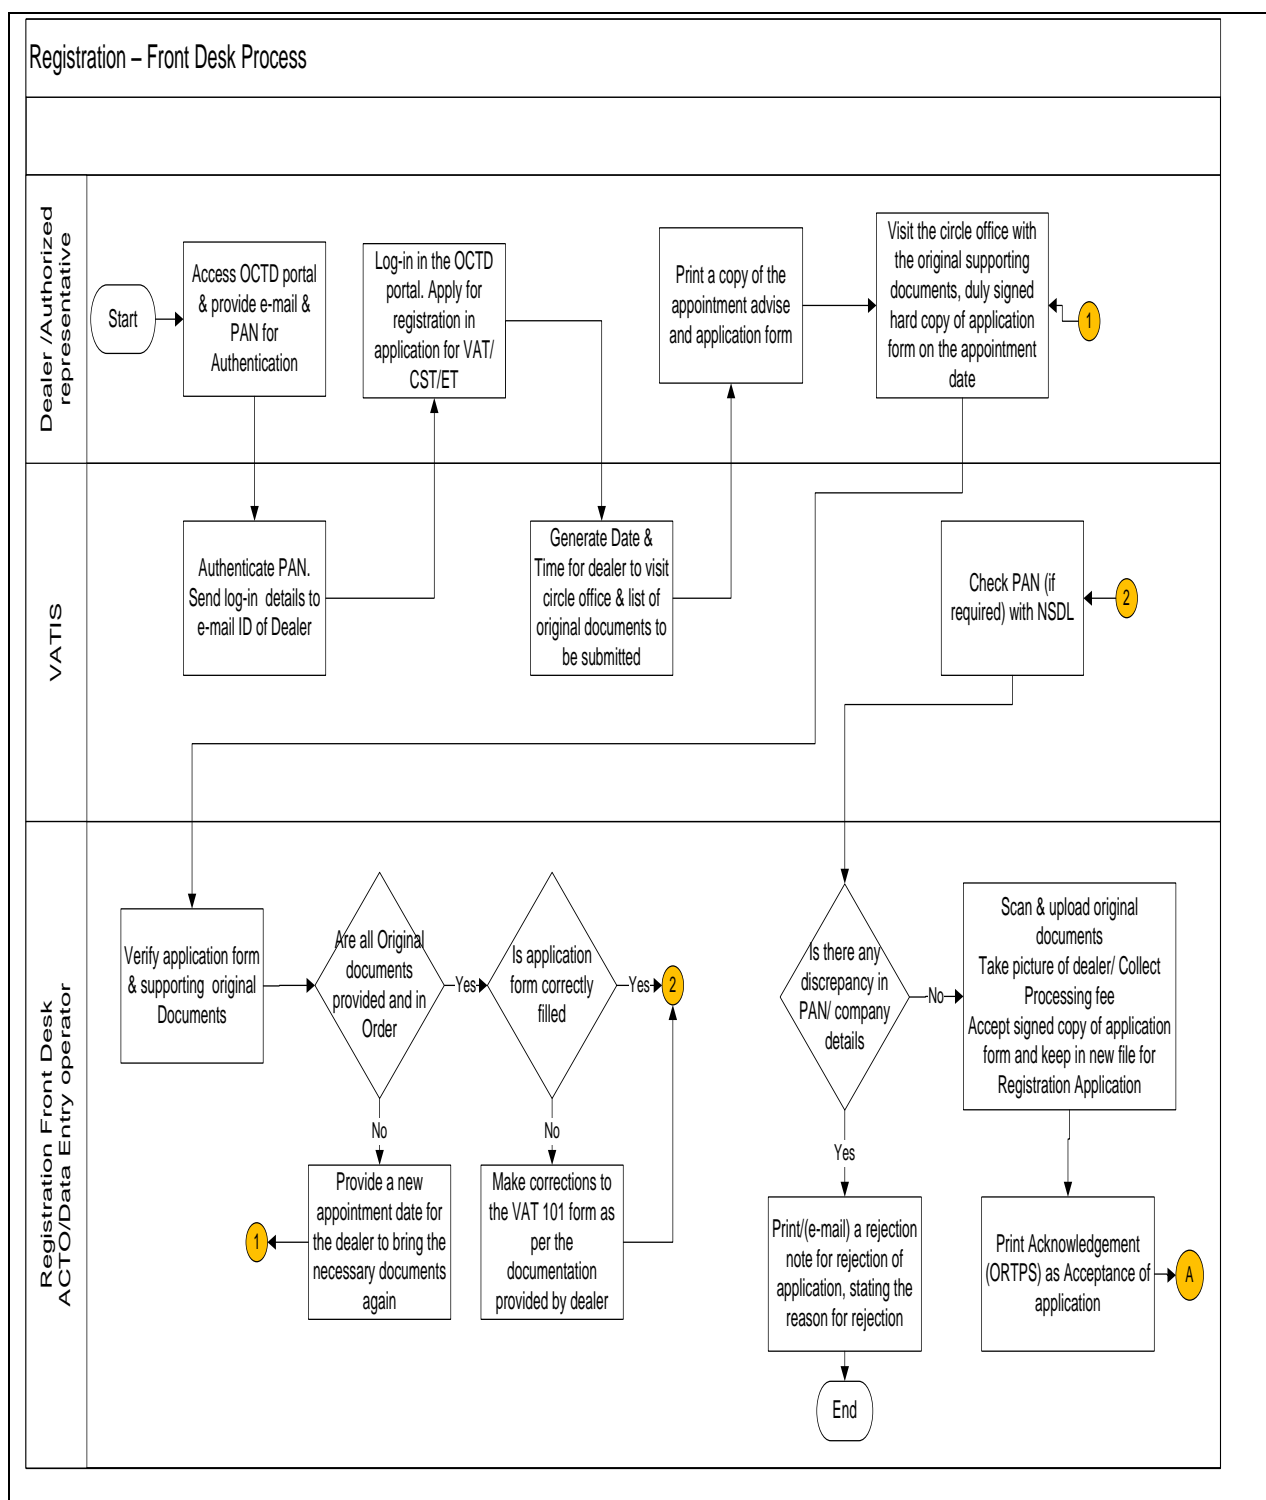 Registration – Front Desk Process
Dealer /Authorized
representative
Start
Access OCTD portal
& provide e-mail &
PAN for
Authentication
Log-in in the OCTD
portal. Apply for
registration in
application for VAT/
CST/ET
Print a copy of the
appointment advise
and application form
Visit the circle office with
the original supporting
documents, duly signed
hard copy of application
form on the appointment
date
1
VATIS
Authenticate PAN.
Send log-in details to
e-mail ID of Dealer
Generate Date &
Time for dealer to visit
circle office & list of
original documents to
be submitted
Check PAN (if
required) with NSDL
2
Registration Front Desk
ACTO/Data Entry operator
Verify application form
& supporting original
Documents
Are all Original
documents
provided and in
Order
Yes
Is application
form correctly
filled
Yes
2
No
No
Provide a new
appointment date for
the dealer to bring the
necessary documents
again
1
Make corrections to
the VAT 101 form as
per the
documentation
provided by dealer
Is there any
discrepancy in
PAN/ company
details
No
Scan & upload original
documents
Take picture of dealer/ Collect
Processing fee
Accept signed copy of application
form and keep in new file for
Registration Application
Yes
Print/(e-mail) a rejection
note for rejection of
application, stating the
reason for rejection
Print Acknowledgement
(ORTPS) as Acceptance of
application
A
End